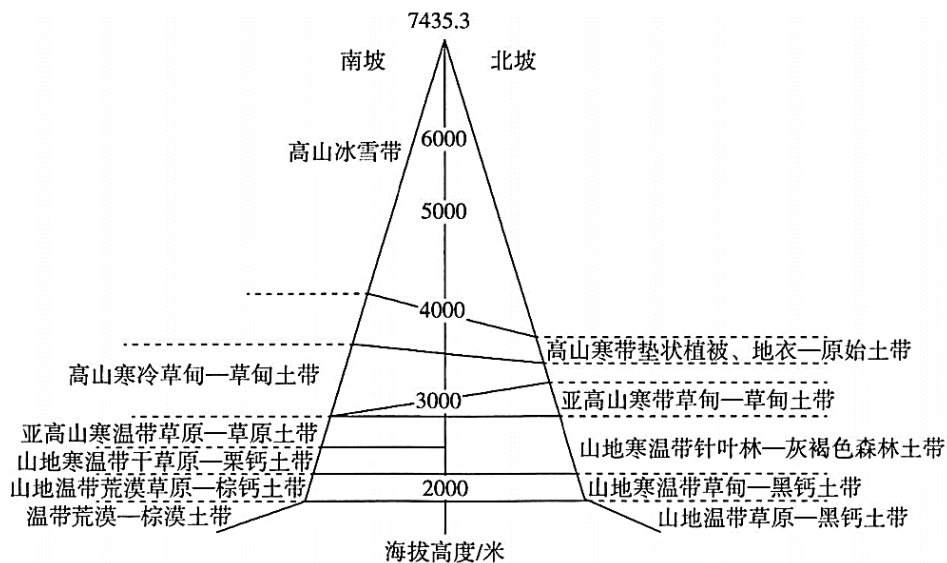 7435.3
南坡
北坡
6000
高山冰雪带
5000
4000
高山寒带垫状植被、地衣—原始土带
高山寒冷草甸—草甸土带
3000
亚高山寒带草甸—草甸土带
亚高山寒温带草原—草原土带
山地寒温带针叶林—灰褐色森林土带
山地寒温带干草原—栗钙土带
山地温带荒漠草原—棕钙土带
2000
山地寒温带草甸—黑钙土带
温带荒漠—棕漠土带
山地温带草原—黑钙土带
海拔高度/米